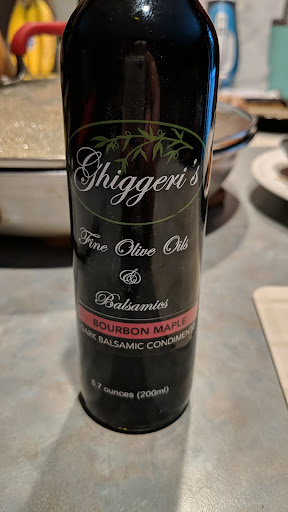 Ghiggeri's
Fine Olive Oils
&
Balsamics
BOURBON MAPLE
DARK BALSAMIC CONDIMENT
6.7 ounces (200ml)